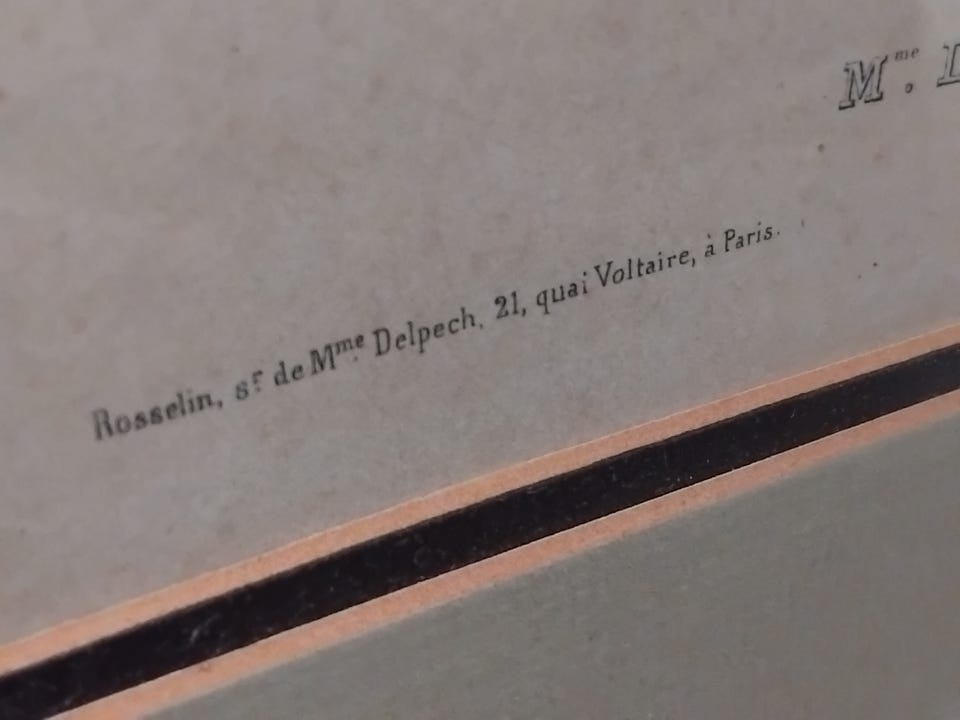 Mme.
Rosselin, sr de Mme Delpech, 21, quai Voltaire, à Paris.